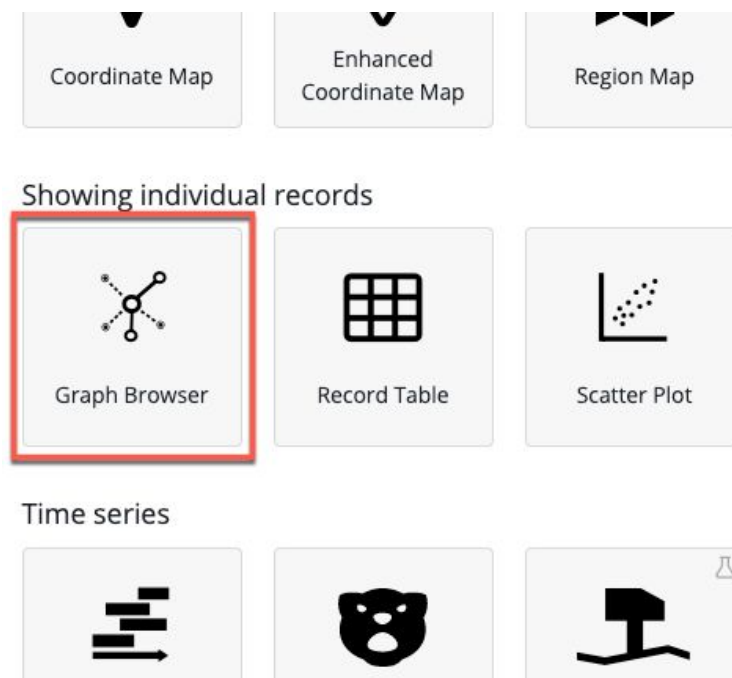 Coordinate Map
Enhanced
Coordinate Map
Region Map
Showing individual records
Graph Browser
Record Table
Scatter Plot
Time series